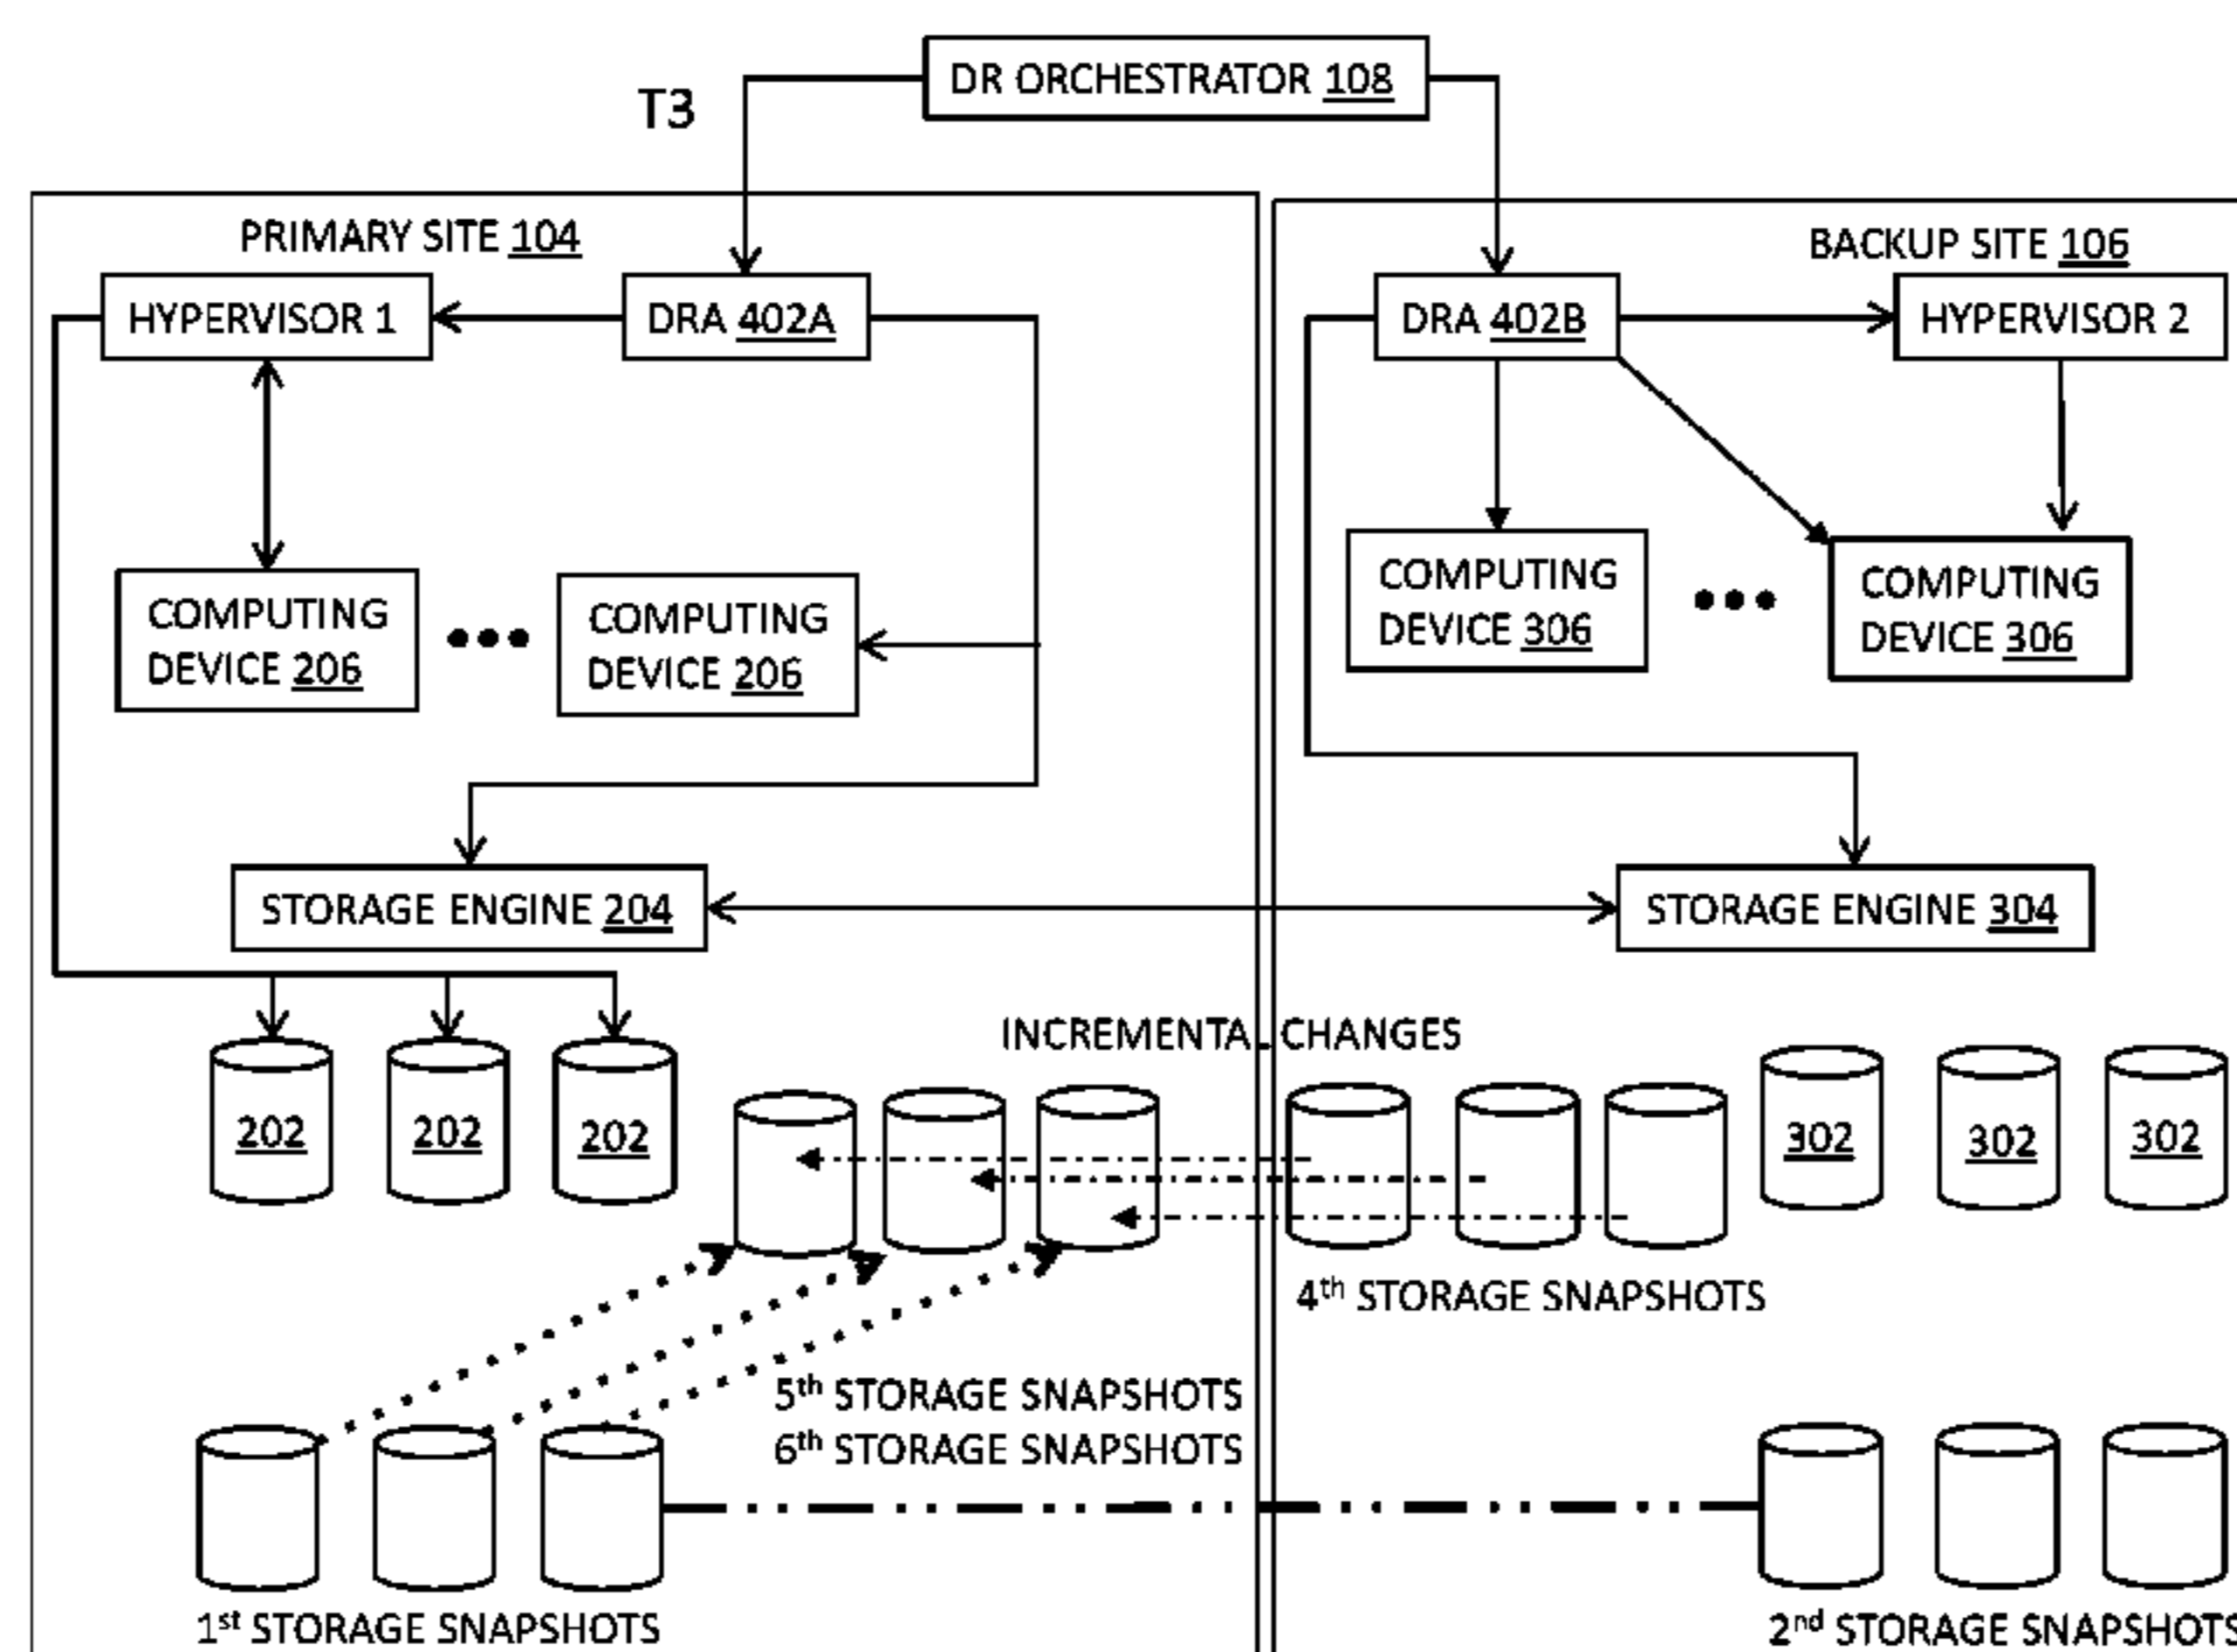 DR ORCHESTRATOR 108
T3
PRIMARY SITE 104
BACKUP SITE 106
HYPERVISOR 1
DRA 402A
DRA 402B
HYPERVISOR 2
COMPUTING
DEVICE 206
COMPUTING
DEVICE 206
COMPUTING
DEVICE 306
COMPUTING
DEVICE 306
STORAGE ENGINE 204
STORAGE ENGINE 304
INCREMENTAL CHANGES
202
202
202
302
302
302
4th STORAGE SNAPSHOTS
5th STORAGE SNAPSHOTS
6th STORAGE SNAPSHOTS
1st STORAGE SNAPSHOTS
2nd STORAGE SNAPSHOTS